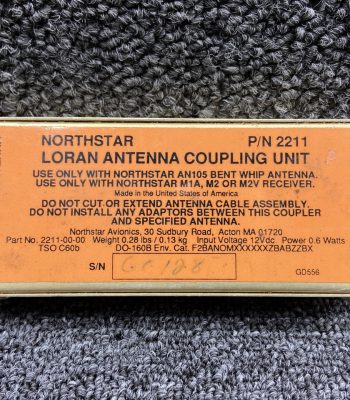 NORTHSTAR P/N 2211
LORAN ANTENNA COUPLING UNIT
USE ONLY WITH NORTHSTAR AN105 BENT WHIP ANTENNA.
USE ONLY WITH NORTHSTAR M1A, M2 OR M2V RECEIVER.
Made in the United States of America
DO NOT CUT OR EXTEND ANTENNA CABLE ASSEMBLY.
DO NOT INSTALL ANY ADAPTORS BETWEEN THIS COUPLER
AND SPECIFIED ANTENNA.
Northstar Avionics, 30 Sudbury Road, Acton MA 01720
Part No. 2211-00-00 Weight 0.28 lbs / 0.13 kg Input Voltage 12Vdc Power 0.6 Watts
TSO C60b DO-160B Env. Cat. F2BANOMXXXXXXZBABZZBX
S/N
GD556